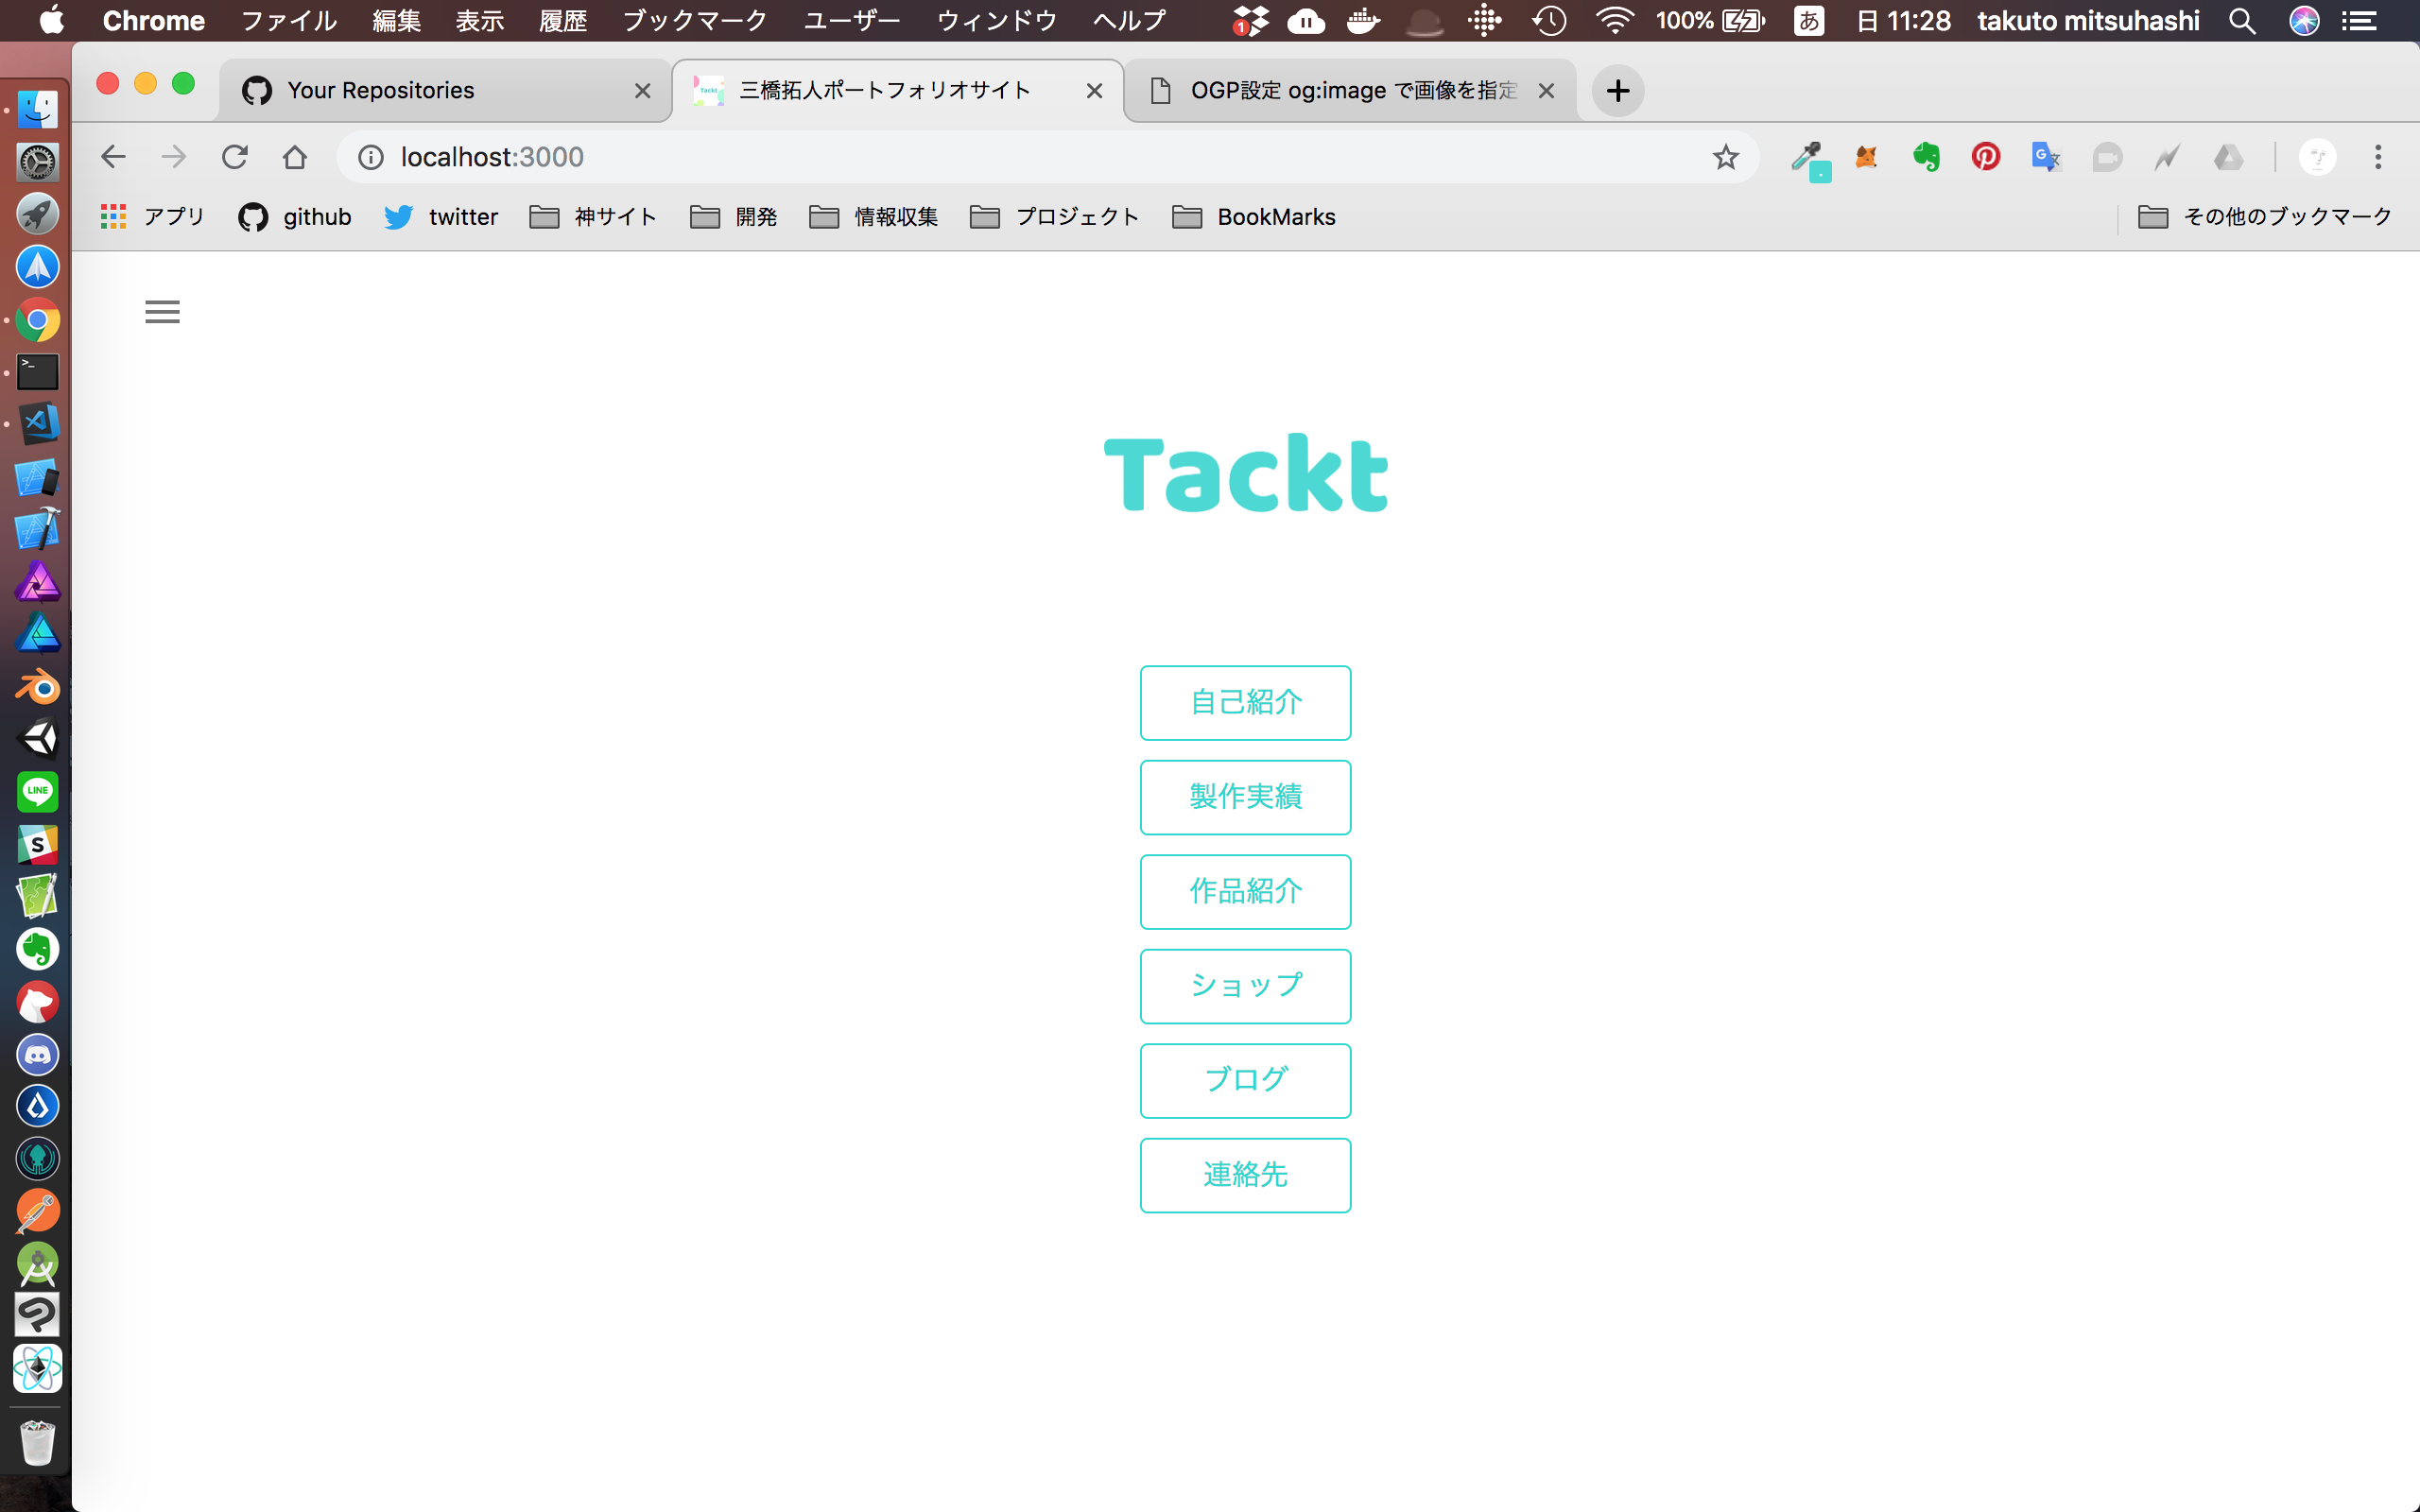 Chrome ファイル 編集 表示 履歴 ブックマーク ユーザー ウィンドウ ヘルプ 1 100% あ 日 11:28 takuto mitsuhashi
Your Repositories
Tackt 三橋拓人ポートフォリオサイト
OGP設定 og:image で画像を指定
localhost:3000
アプリ github twitter 神サイト 開発 情報収集 プロジェクト BookMarks その他のブックマーク
Tackt
自己紹介
製作実績
作品紹介
ショップ
ブログ
連絡先
LINE
S